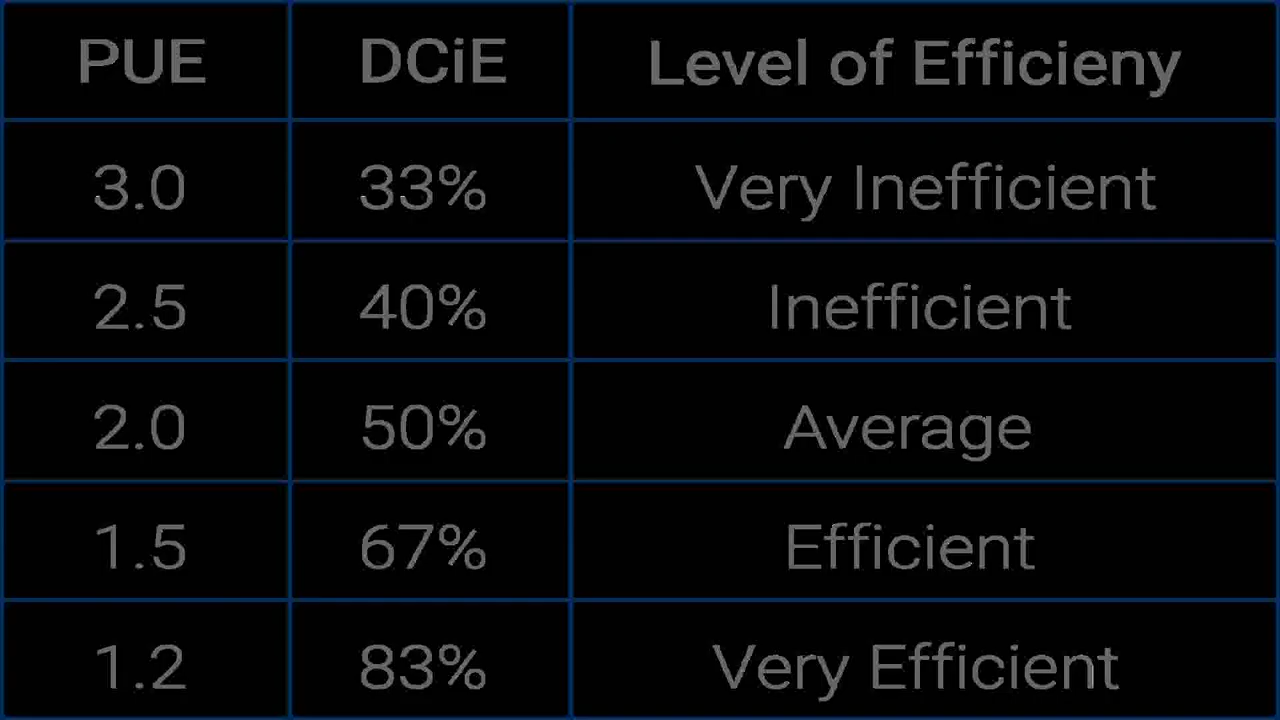 PUE DCiE Level of Efficieny
3.0 33% Very Inefficient
2.5 40% Inefficient
2.0 50% Average
1.5 67% Efficient
1.2 83% Very Efficient